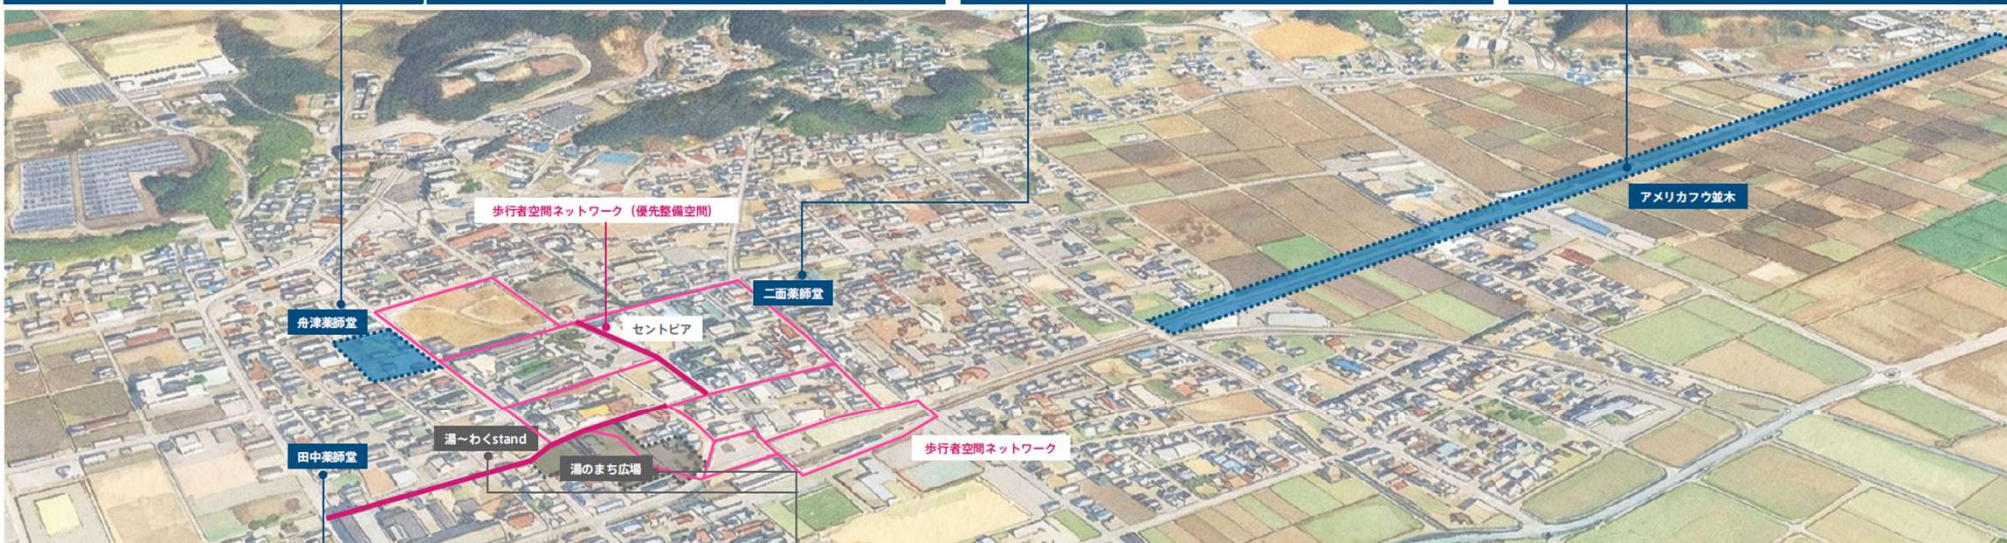 アメリカフウ並木
歩行者空間ネットワーク（優先整備空間）
二面薬師堂
舟津薬師堂
セントピア
湯～わくstand
歩行者空間ネットワーク
田中薬師堂
湯のまち広場